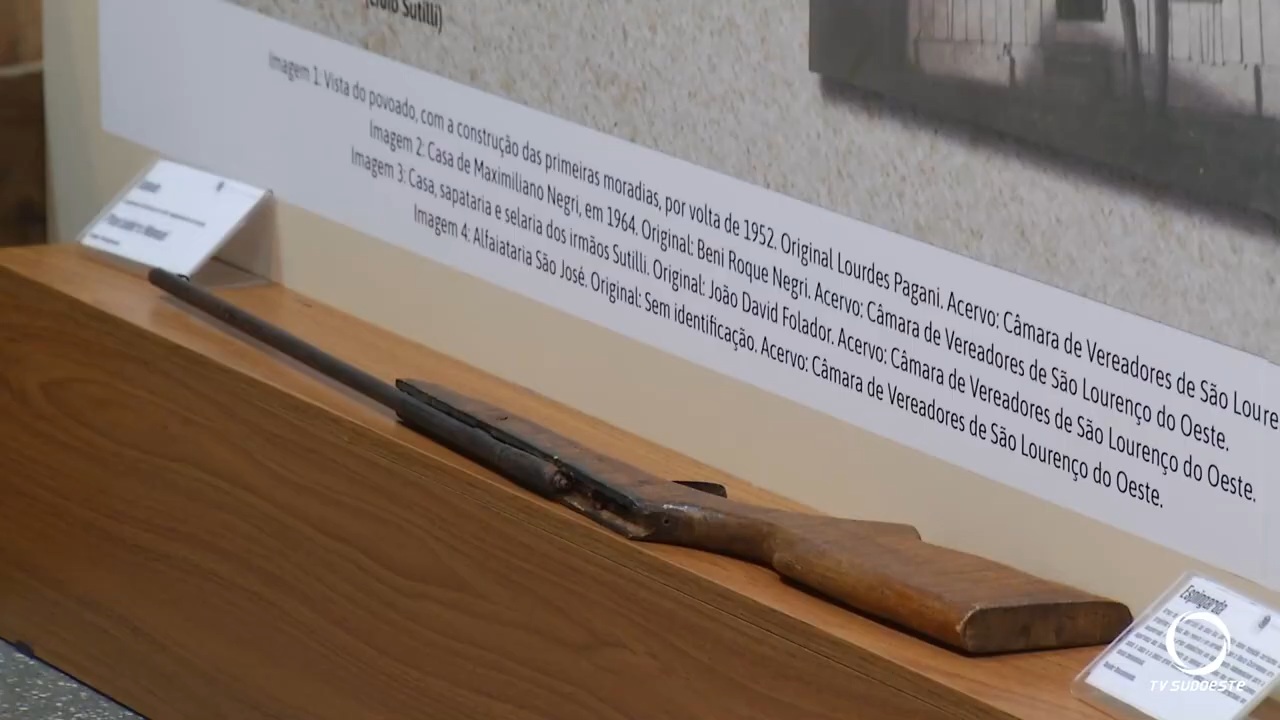 Sutilli)
Imagem 1: Vista do povoado, com a construção das primeiras moradias, por volta de 1952. Original Lourdes Pagani. Acervo: Câmara de Vereadores de São Loure
Imagem 2: Casa de Maximiliano Negri, em 1964. Original: Beni Roque Negri. Acervo: Câmara de Vereadores de São Lourenço do Oeste.
Imagem 3: Casa, sapataria e selaria dos irmãos Sutilli. Original: João David Folador. Acervo: Câmara de Vereadores de São Lourenço do Oeste.
Imagem 4: Alfaiataria São José. Original: Sem identificação. Acervo: Câmara de Vereadores de São Lourenço do Oeste.
Espingarda
TV SUDOESTE